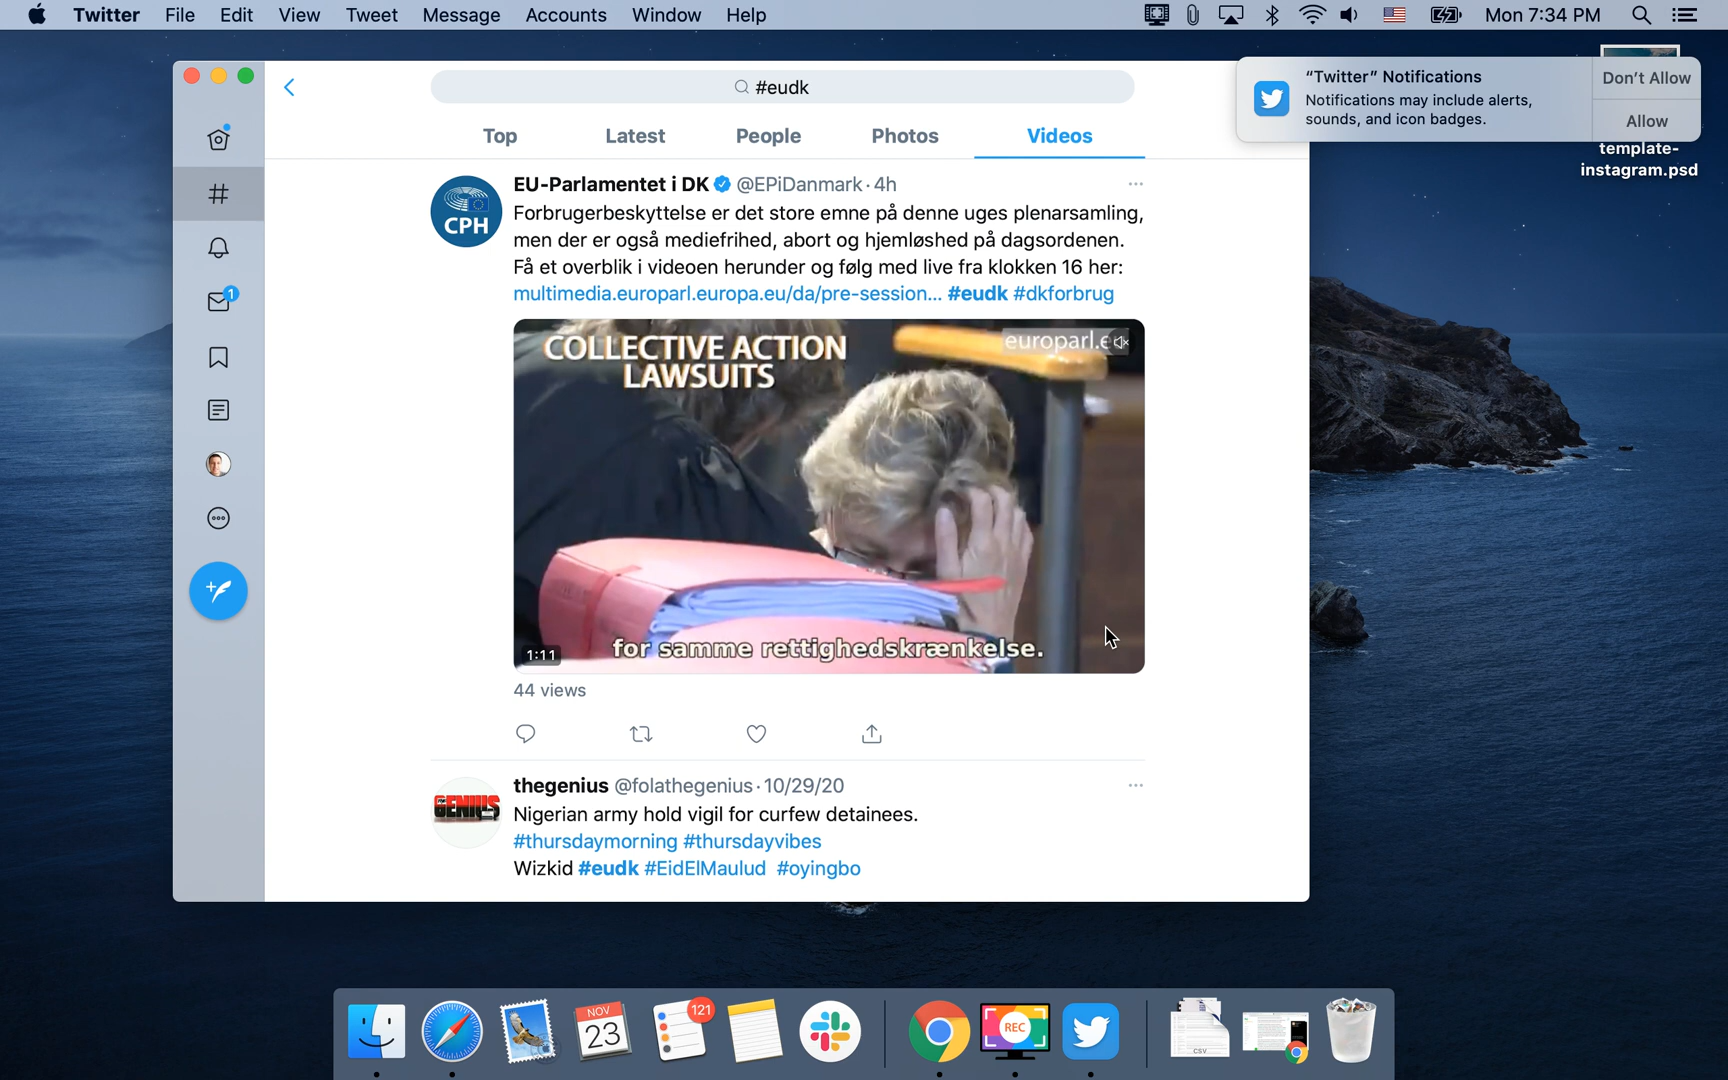 Twitter File Edit View Tweet Message Accounts Window Help Mon 7:34 PM
“Twitter” Notifications
Notifications may include alerts,
sounds, and icon badges.
Don’t Allow
Allow
template-
instagram.psd
#eudk
Top Latest People Photos Videos
1
EU-Parlamentet i DK @EPiDanmark · 4h
CPH
Forbrugerbeskyttelse er det store emne på denne uges plenarsamling,
men der er også mediefrihed, abort og hjemløshed på dagsordenen.
Få et overblik i videoen herunder og følg med live fra klokken 16 her:
multimedia.europarl.europa.eu/da/pre-session... #eudk #dkforbrug
COLLECTIVE ACTION
LAWSUITS
europarl.e
for samme rettighedskrænkelse.
1:11
44 views
thegenius @folathegenius · 10/29/20
GENIUS
Nigerian army hold vigil for curfew detainees.
#thursdaymorning #thursdayvibes
Wizkid #eudk #EidElMaulud #oyingbo
NOV
23
121
REC
CSV